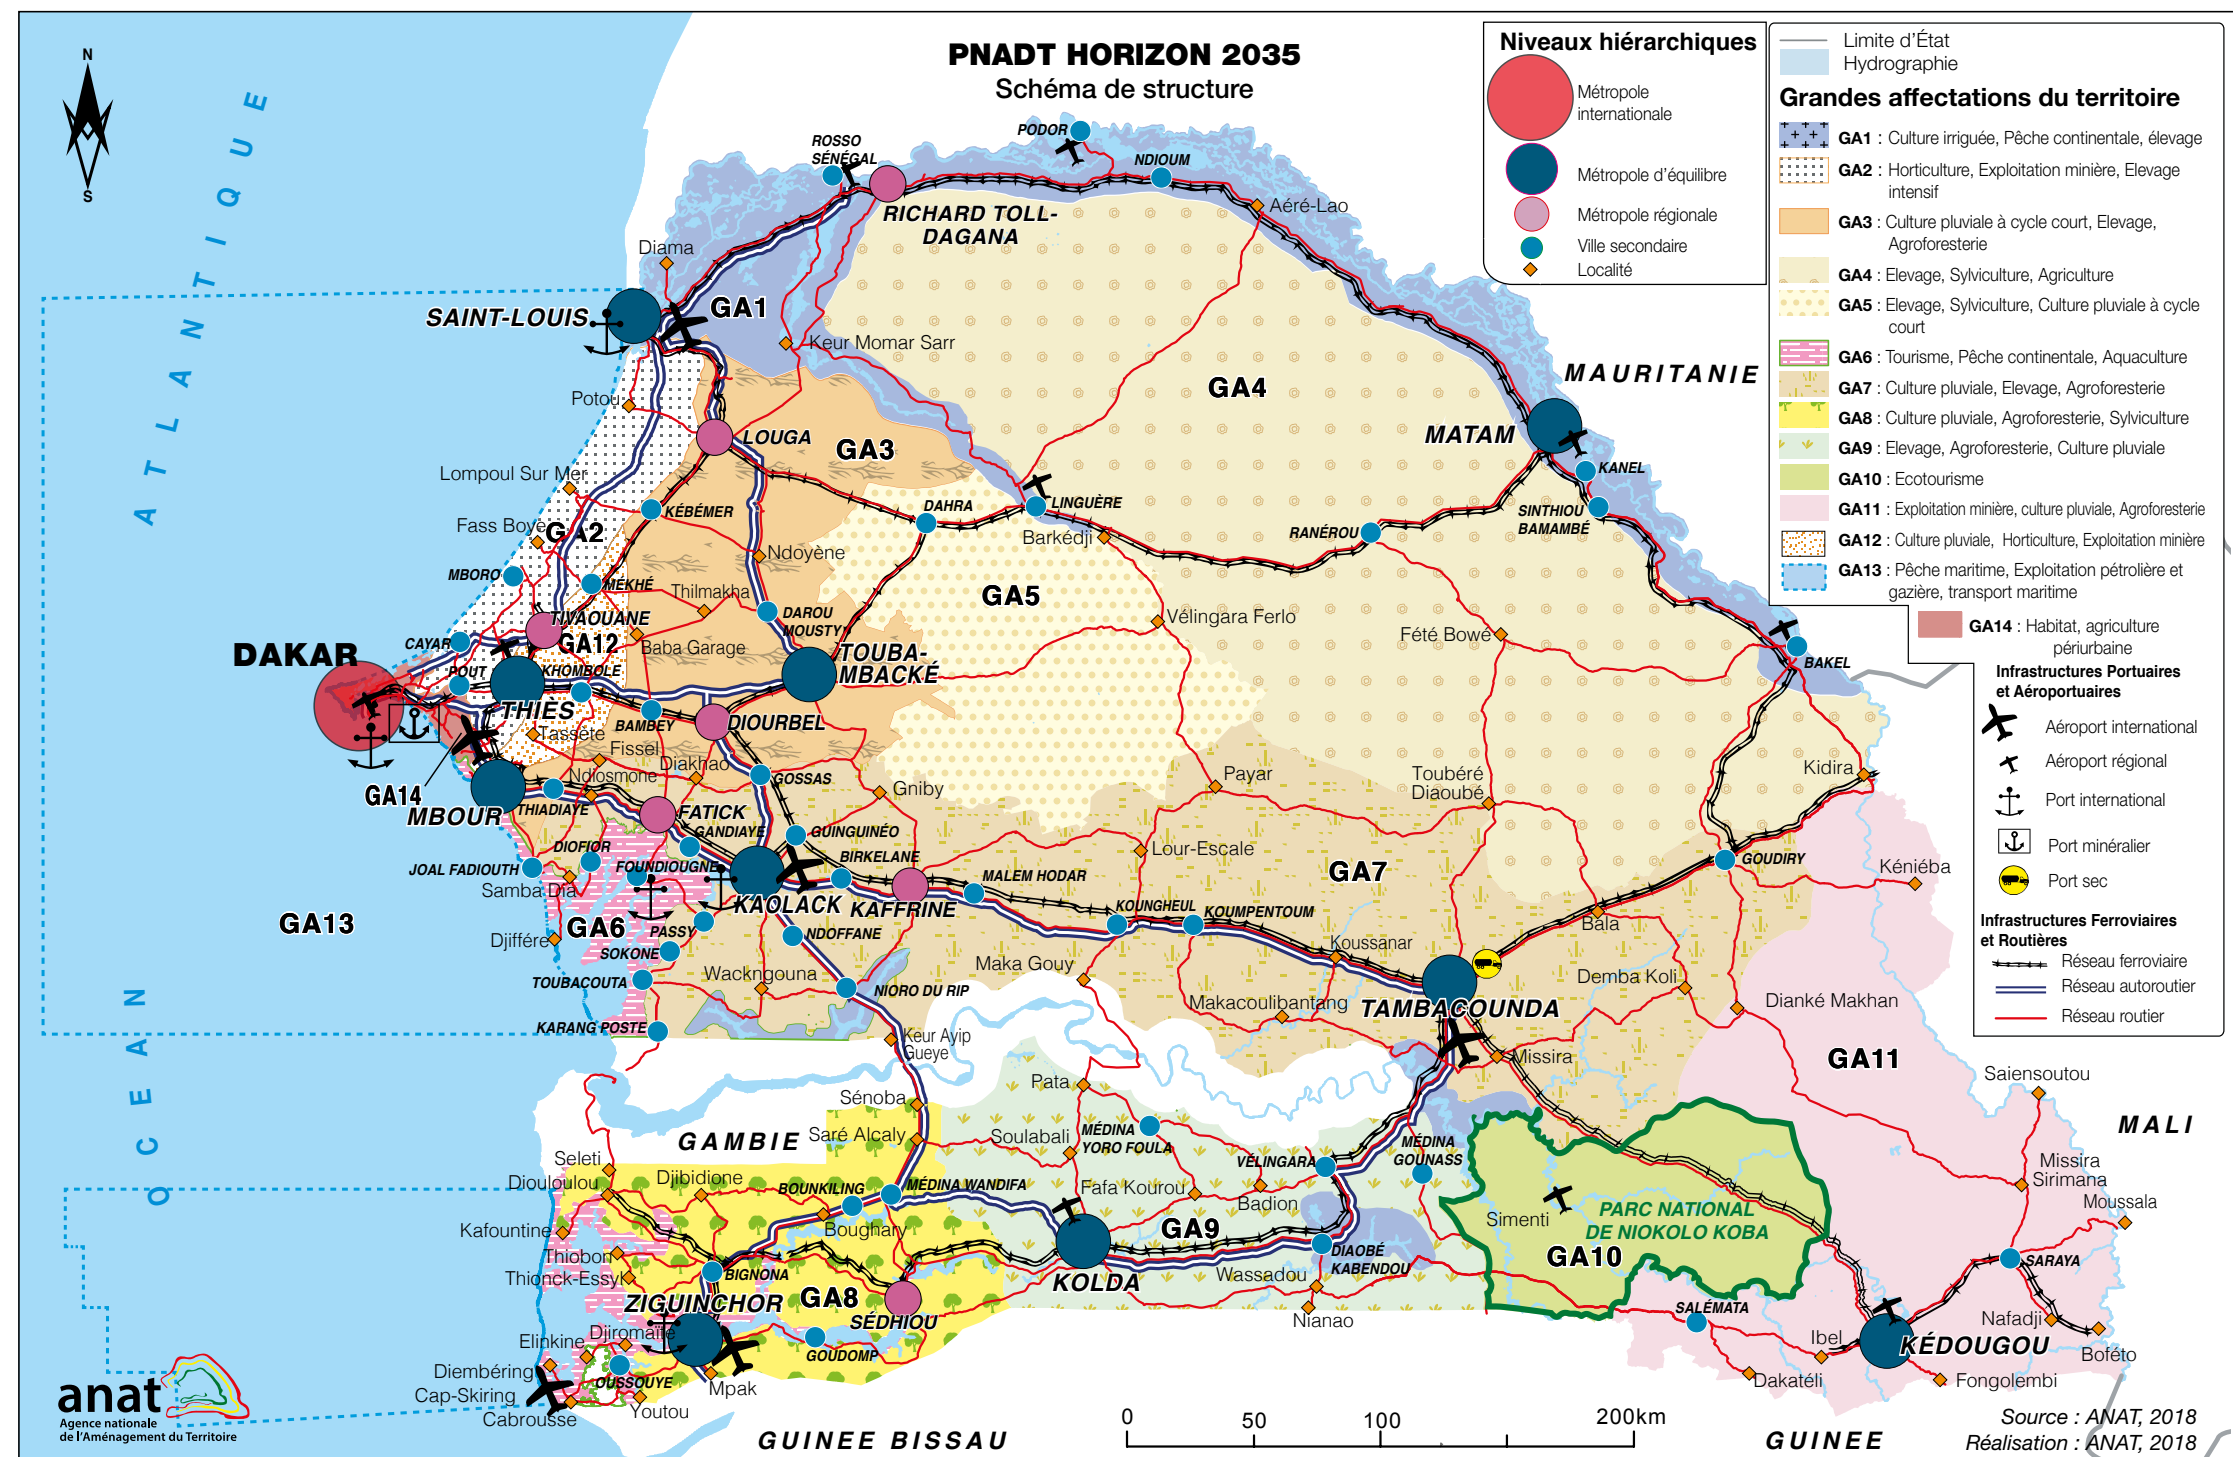 PNADT HORIZON 2035
Schéma de structure
Niveaux hiérarchiques
Métropole
internationale
Métropole d'équilibre
Métropole régionale
Ville secondaire
Localité
Limite d'État
Hydrographie
Grandes affectations du territoire
GA1 : Culture irriguée, Pêche continentale, élevage
GA2 : Horticulture, Exploitation minière, Elevage
intensif
GA3 : Culture pluviale à cycle court, Elevage,
Agroforesterie
GA4 : Elevage, Sylviculture, Agriculture
GA5 : Elevage, Sylviculture, Culture pluviale à cycle
court
GA6 : Tourisme, Pêche continentale, Aquaculture
GA7 : Culture pluviale, Elevage, Agroforesterie
GA8 : Culture pluviale, Agroforesterie, Sylviculture
GA9 : Elevage, Agroforesterie, Culture pluviale
GA10 : Ecotourisme
GA11 : Exploitation minière, culture pluviale, Agroforesterie
GA12 : Culture pluviale, Horticulture, Exploitation minière
GA13 : Pêche maritime, Exploitation pétrolière et
gazière, transport maritime
GA14 : Habitat, agriculture
périurbaine
Infrastructures Portuaires
et Aéroportuaires
Aéroport international
Aéroport régional
Port international
Port minéralier
Port sec
Infrastructures Ferroviaires
et Routières
Réseau ferroviaire
Réseau autoroutier
Réseau routier
N
S
OCEAN ATLANTIQUE
PODOR
ROSSO
SÉNÉGAL
NDIOUM
RICHARD TOLL-
DAGANA
Aéré-Lao
Diama
SAINT-LOUIS
GA1
Keur Momar Sarr
MAURITANIE
GA4
Potou
LOUGA
GA3
MATAM
KANEL
Lompoul Sur Mer
KÉBÉMER
DAHRA
LINGUÈRE
SINTHIOU
BAMAMBÉ
RANÉROU
Barkédji
Fass Boye
GA2
Ndoyène
MBORO
MÉKHÉ
Thilmakha
GA5
DAROU
MOUSTY
Vélingara Ferlo
Fété Bowé
TIVAOUANE
CAYAR
GA12
Baba Garage
DAKAR
TOUBA-
MBACKÉ
BAKEL
POUT
KHOMBOLE
THIÈS
BAMBEY
DIOURBEL
Tassète
Fissel
Diakhao
GOSSAS
Payar
Toubéré
Diaoubé
Kidira
Ndiosmone
Gniby
GA14
MBOUR
THIADIAYE
FATICK
GANDIAYE
GUINGUINÉO
Lour-Escale
GOUDIRY
Kéniéba
DIOFIOR
JOAL FADIOUTH
FOUNDIOUGNE
BIRKELANE
MALEM HODAR
GA7
Samba Dia
KAOLACK
KAFFRINE
KOUNGHEUL
KOUMPENTOUM
Bala
GA13
GA6
PASSY
NDOFFANE
Djifféré
SOKONE
Koussanar
Maka Gouy
Demba Koli
TOUBACOUTA
Wackngouna
NIORO DU RIP
Makacoulibantang
TAMBACOUNDA
Dianké Makhan
KARANG POSTE
Keur Ayip
Gueye
Missira
GA11
Saiensoutou
Pata
Sénoba
GAMBIE
Saré Alcaly
Soulabali
MÉDINA
YORO FOULA
MÉDINA
GOUNASS
MALI
Seleti
VÉLINGARA
Missira
Sirimana
Diouloulou
Djibidione
BOUNKILING
MÉDINA WANDIFA
Fafa Kourou
Badion
Moussala
Simenti
PARC NATIONAL
DE NIOKOLO KOBA
Kafountine
Boughary
GA9
GA10
Thiobon
Thionck-Essyl
BIGNONA
DIAOBÉ
KABENDOU
SARAYA
KOLDA
Wassadou
ZIGUINCHOR
GA8
SÉDHIOU
Nianao
SALÉMATA
Nafadji
Elinkine
Djiromaïte
Ibel
KÉDOUGOU
Boféto
GOUDOMP
Diembéring
OUSSOUYE
Mpak
Dakatéli
Fongolembi
Cap-Skiring
Cabrousse
Youtou
GUINEE BISSAU
GUINEE
0 50 100 200km
Source : ANAT, 2018
Réalisation : ANAT, 2018
anat
Agence nationale
de l'Aménagement du Territoire